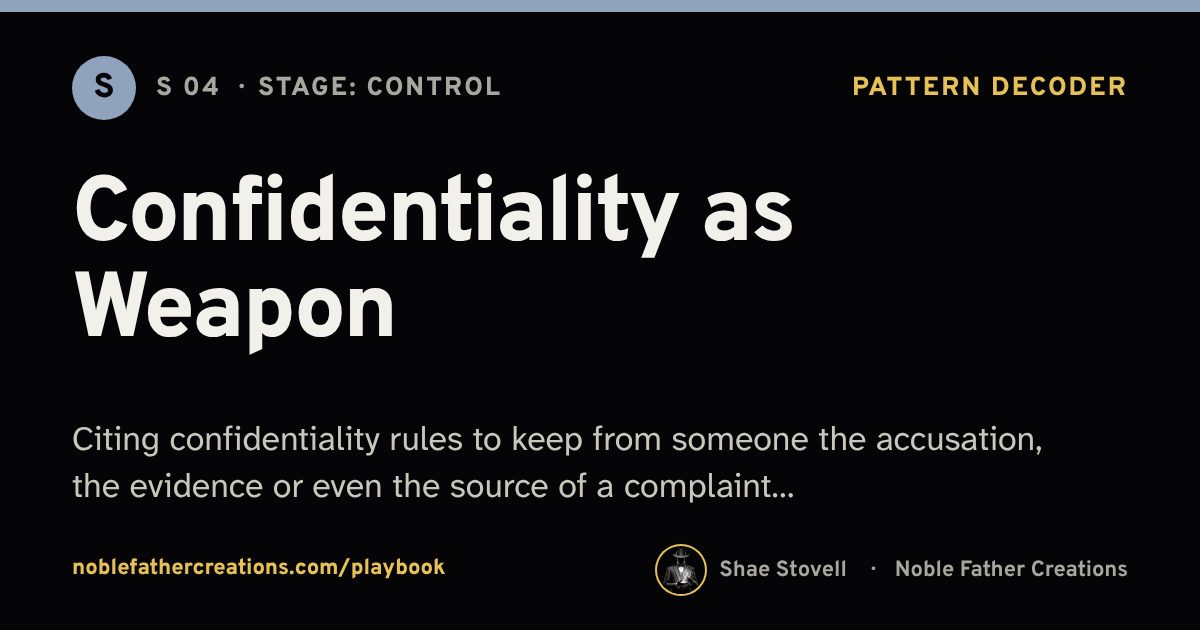 S
S 04 · STAGE: CONTROL
PATTERN DECODER
Confidentiality as
Weapon
Citing confidentiality rules to keep from someone the accusation,
the evidence or even the source of a complaint...
noblefathercreations.com/playbook
Shae Stovell · Noble Father Creations